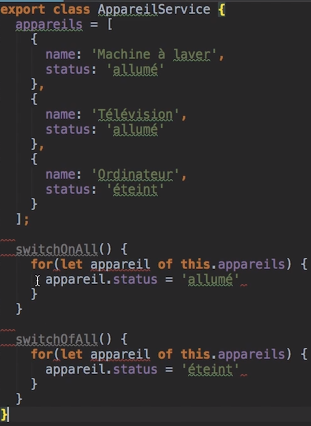 export class AppareilService {
appareils = [
{
name: 'Machine à laver',
status: 'allumé'
},
{
name: 'Télévision',
status: 'allumé'
},
{
name: 'Ordinateur',
status: 'éteint'
}
];
switchOnAll() {
for(let appareil of this.appareils) {
appareil.status = 'allumé'
}
}
switchOfAll() {
for(let appareil of this.appareils) {
appareil.status = 'éteint'
}
}
}